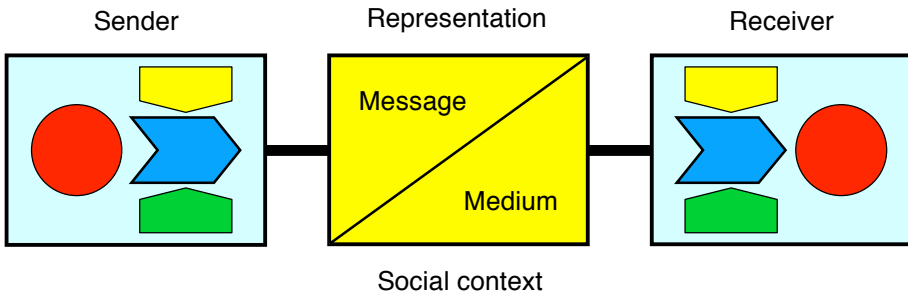 Sender
Representation
Receiver
Message
Medium
Social context